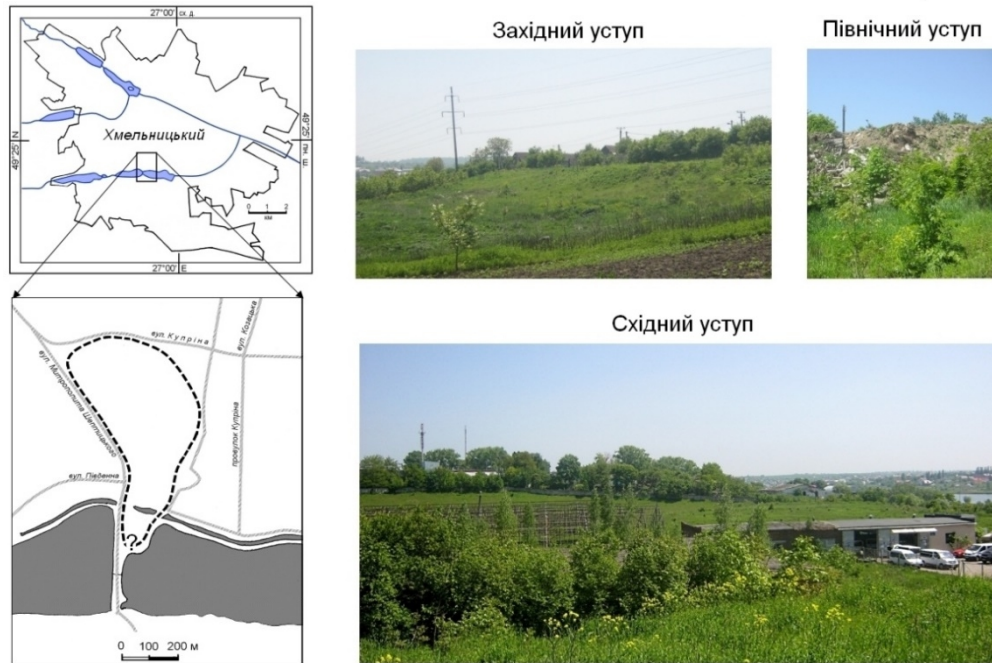 27°00' сх. д.
Західний уступ
Північний уступ
Хмельницький
49°25' N
49°25' пн. ш.
0 1 2
км
27°00' E
Східний уступ
вул. Купріна
вул. Козацька
вул. Митрополита Шептицького
провулок Купріна
вул. Південна
?
0 100 200 м